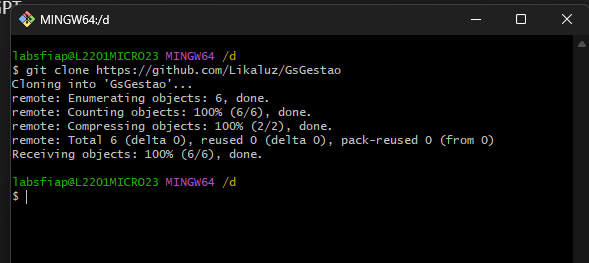 GPT
MINGW64:/d
labsfiap@L2201MICRO23 MINGW64 /d
$ git clone https://github.com/Likaluz/GsGestao
Cloning into 'GsGestao'...
remote: Enumerating objects: 6, done.
remote: Counting objects: 100% (6/6), done.
remote: Compressing objects: 100% (2/2), done.
remote: Total 6 (delta 0), reused 0 (delta 0), pack-reused 0 (from 0)
Receiving objects: 100% (6/6), done.
labsfiap@L2201MICRO23 MINGW64 /d
$